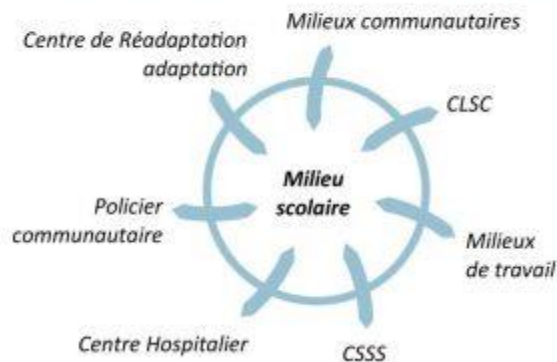 Milieux communautaires
Centre de Réadaptation
adaptation
CLSC
Milieu
scolaire
Policier
communautaire
Milieux
de travail
Centre Hospitalier
CSSS